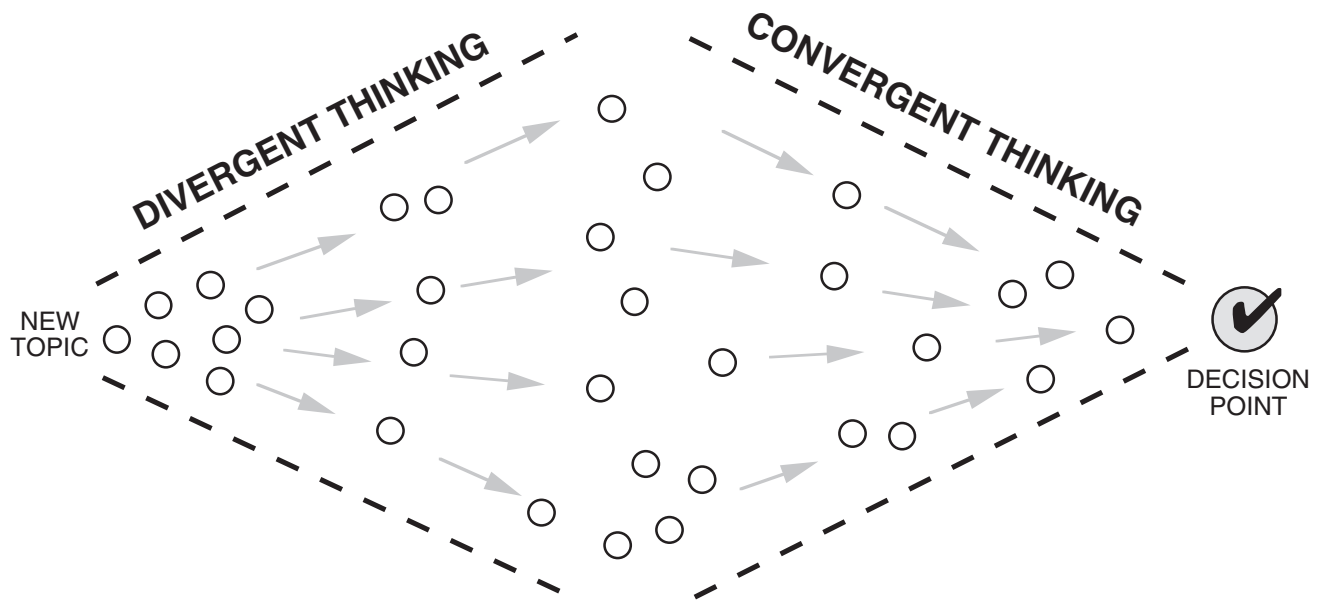 DIVERGENT THINKING
CONVERGENT THINKING
NEW
TOPIC
DECISION
POINT